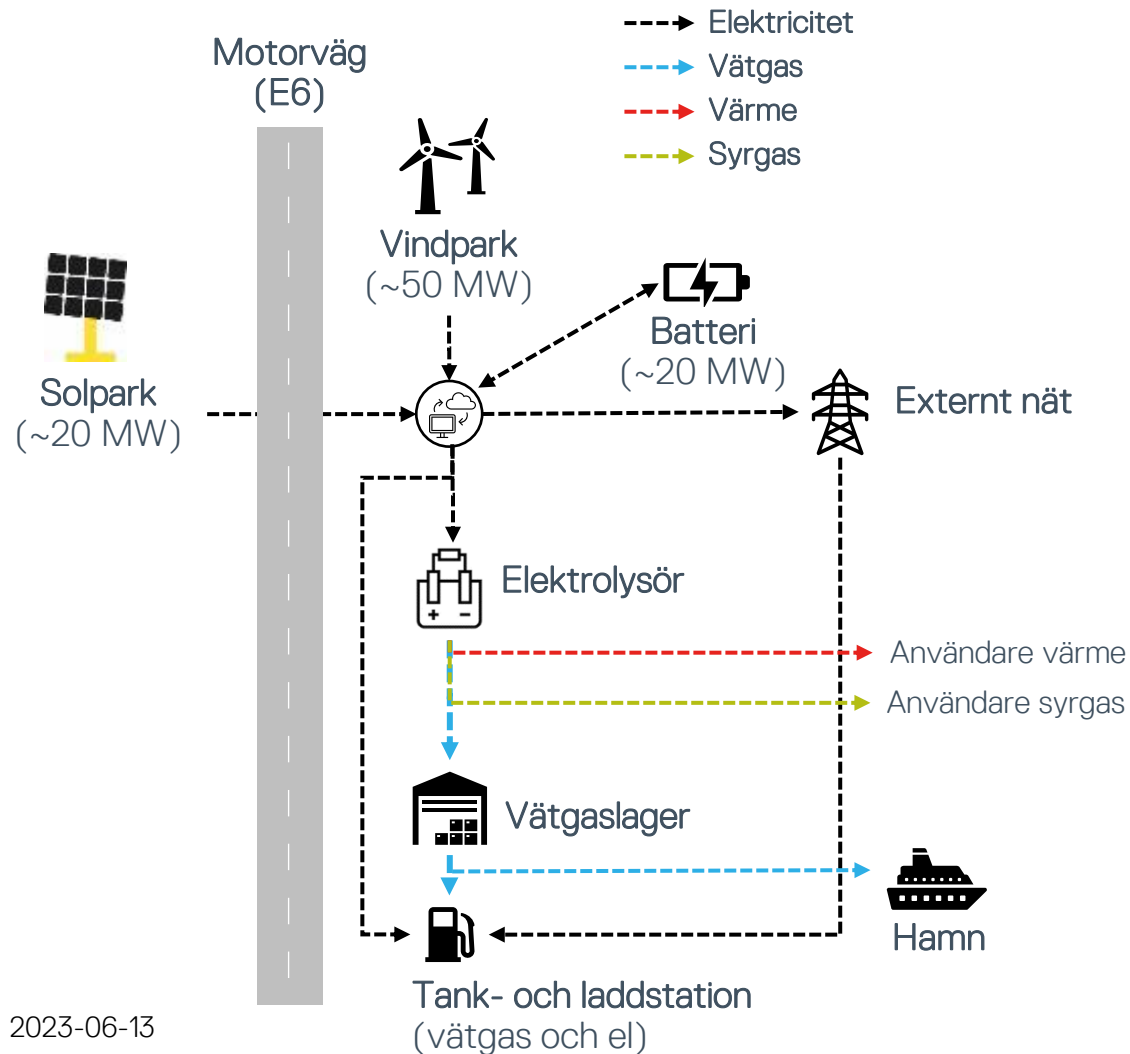 Elektricitet
Vätgas
Värme
Syrgas
Motorväg
(E6)
Vindpark
(~50 MW)
Batteri
(~20 MW)
Solpark
(~20 MW)
Externt nät
Elektrolysör
+ −
Användare värme
Användare syrgas
Vätgaslager
Hamn
Tank- och laddstation
(vätgas och el)
2023-06-13